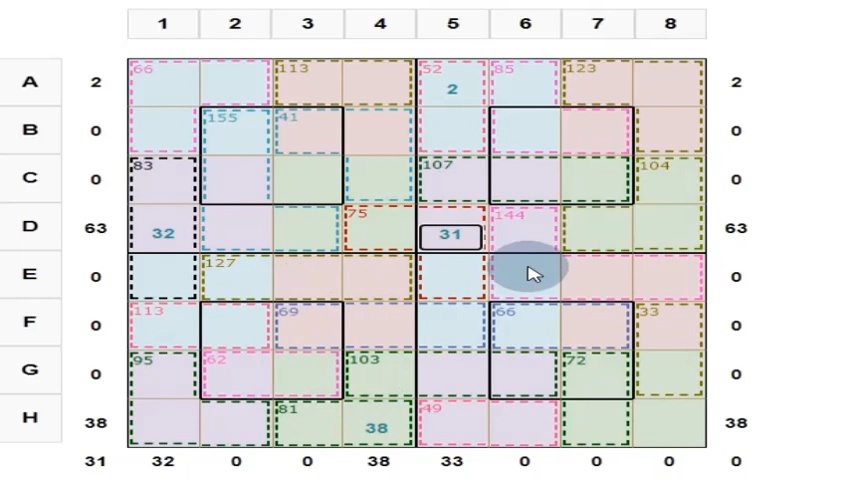 1 2 3 4 5 6 7 8
A 2 66 113 52 2 85 123 2
B 0 155 41 0
C 0 83 107 104 0
D 63 32 75 31 144 63
E 0 127 0
F 0 113 69 66 33 0
G 0 95 62 103 72 0
H 38 81 38 49 38
31 32 0 0 38 33 0 0 0 0